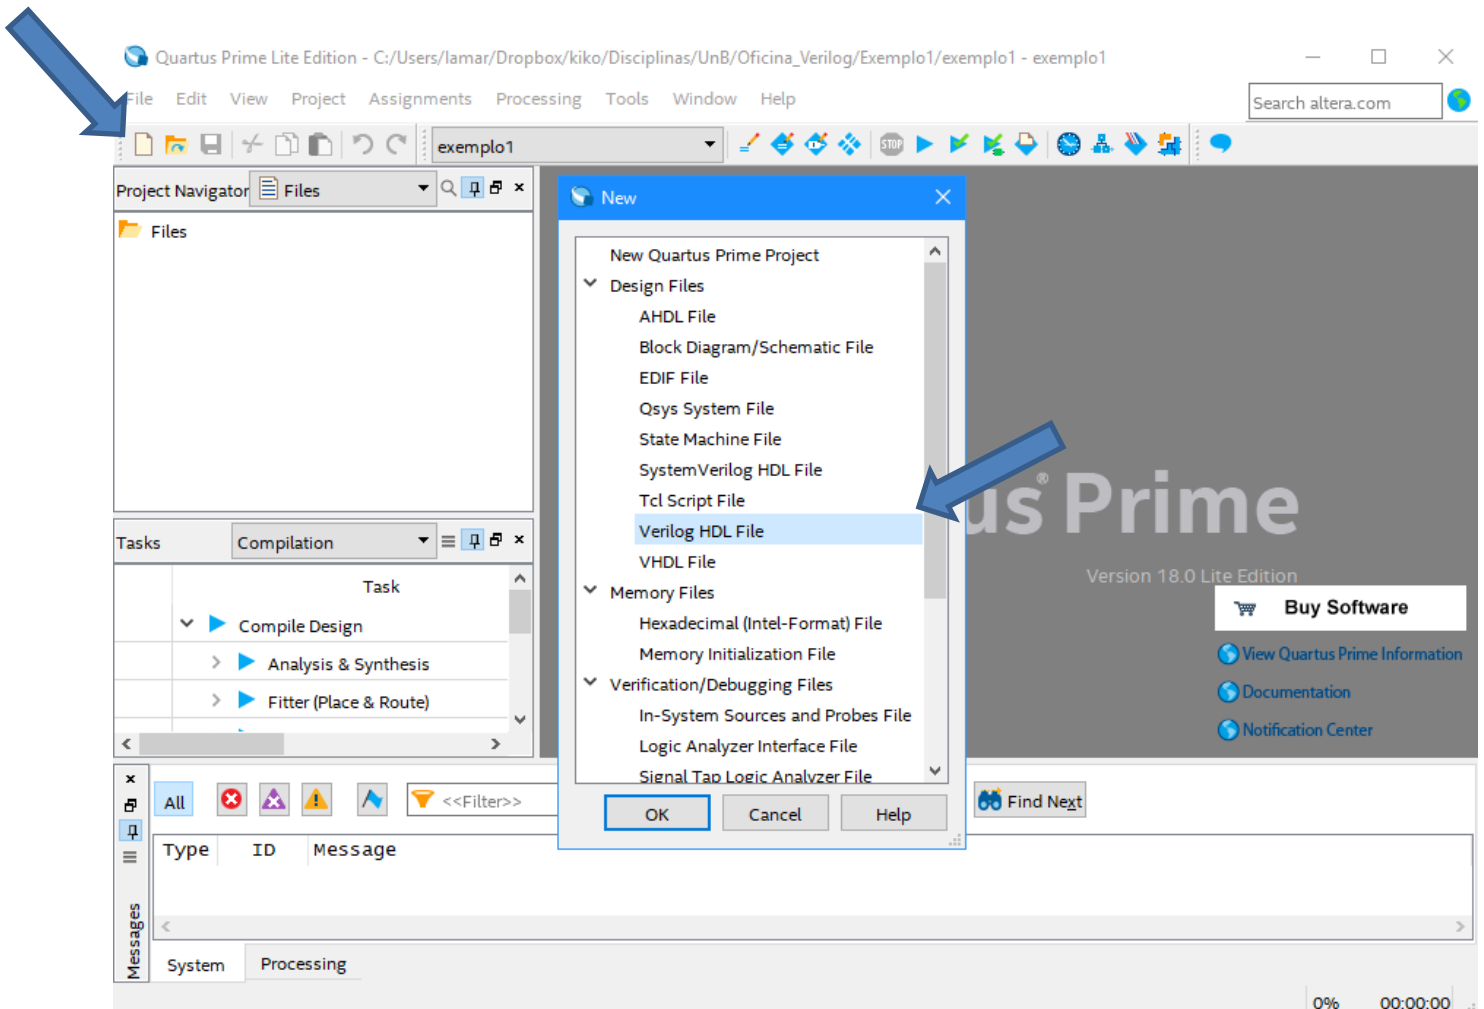 Quartus Prime Lite Edition - C:/Users/lamar/Dropbox/kiko/Disciplinas/UnB/Oficina_Verilog/Exemplo1/exemplo1 - exemplo1
File Edit View Project Assignments Processing Tools Window Help
Search altera.com
exemplo1
STOP
Project Navigator Files
Files
New
New Quartus Prime Project
Design Files
AHDL File
Block Diagram/Schematic File
EDIF File
Qsys System File
State Machine File
SystemVerilog HDL File
Tcl Script File
Verilog HDL File
VHDL File
Memory Files
Hexadecimal (Intel-Format) File
Memory Initialization File
Verification/Debugging Files
In-System Sources and Probes File
Logic Analyzer Interface File
Signal Tap Logic Analyzer File
OK Cancel Help
us® Prime
Version 18.0 Lite Edition
Buy Software
View Quartus Prime Information
Documentation
Notification Center
Tasks Compilation
Task
Compile Design
Analysis & Synthesis
Fitter (Place & Route)
All <<Filter>> Find Next
Type ID Message
Messages
System Processing
0% 00:00:00